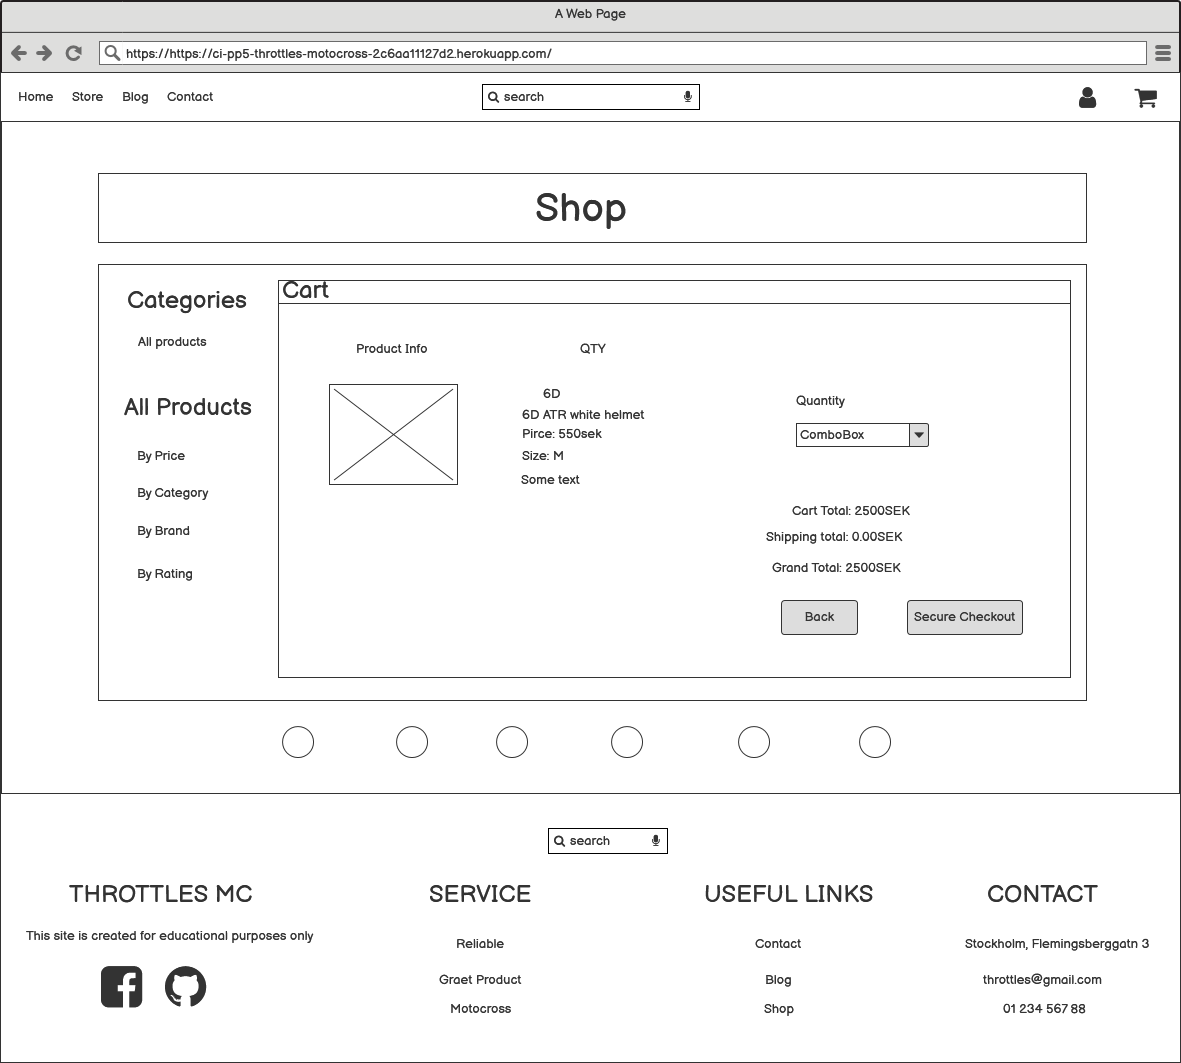 A Web Page
https://https://ci-pp5-throttles-motocross-2c6aa11127d2.herokuapp.com/
Home Store Blog Contact search
Shop
Categories
All products
All Products
By Price
By Category
By Brand
By Rating
Cart
Product Info QTY
6D
6D ATR white helmet
Pirce: 550sek
Size: M
Some text
Quantity
ComboBox
Cart Total: 2500SEK
Shipping total: 0.00SEK
Grand Total: 2500SEK
Back Secure Checkout
search
THROTTLES MC
This site is created for educational purposes only
SERVICE
Reliable
Graet Product
Motocross
USEFUL LINKS
Contact
Blog
Shop
CONTACT
Stockholm, Flemingsberggatn 3
throttles@gmail.com
01 234 567 88